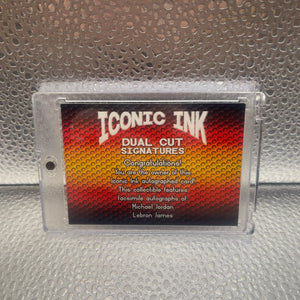 ICONIC INK
DUAL CUT
SIGNATURES
Congratulations!
You are the owner of this
Iconic Ink autographed card!
This collectible features
facsimile autographs of
Michael Jordan
Lebron James